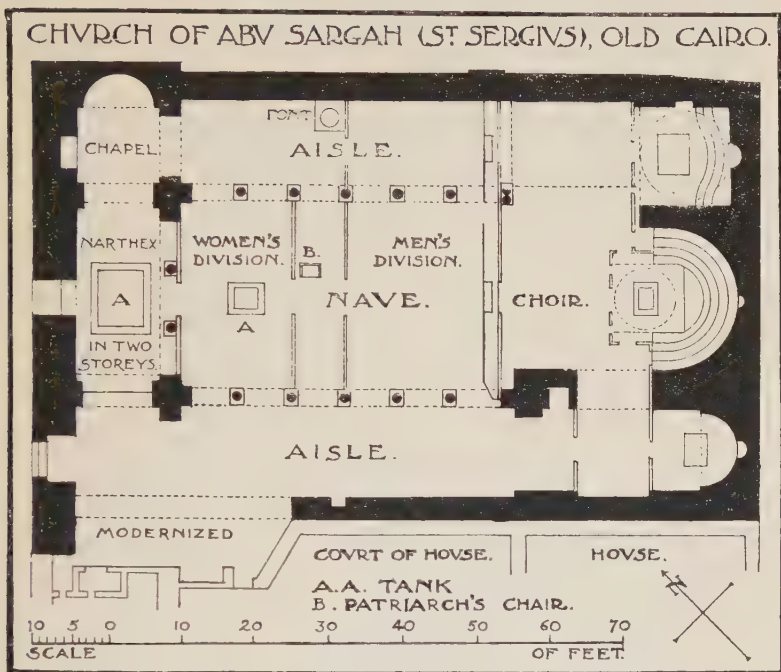 CHVRCH OF ABV SARGAH (ST. SERGIVS), OLD CAIRO.
FONT
CHAPEL
AISLE.
NARTHEX
WOMEN'S
DIVISION.
B.
MEN'S
DIVISION.
A
A
NAVE.
CHOIR.
IN TWO
STOREYS.
AISLE.
MODERNIZED
COVRT OF HOVSE.
HOVSE.
A.A. TANK
B. PATRIARCH'S CHAIR.
N
10 5 0 10 20 30 40 50 60 70
SCALE OF FEET.